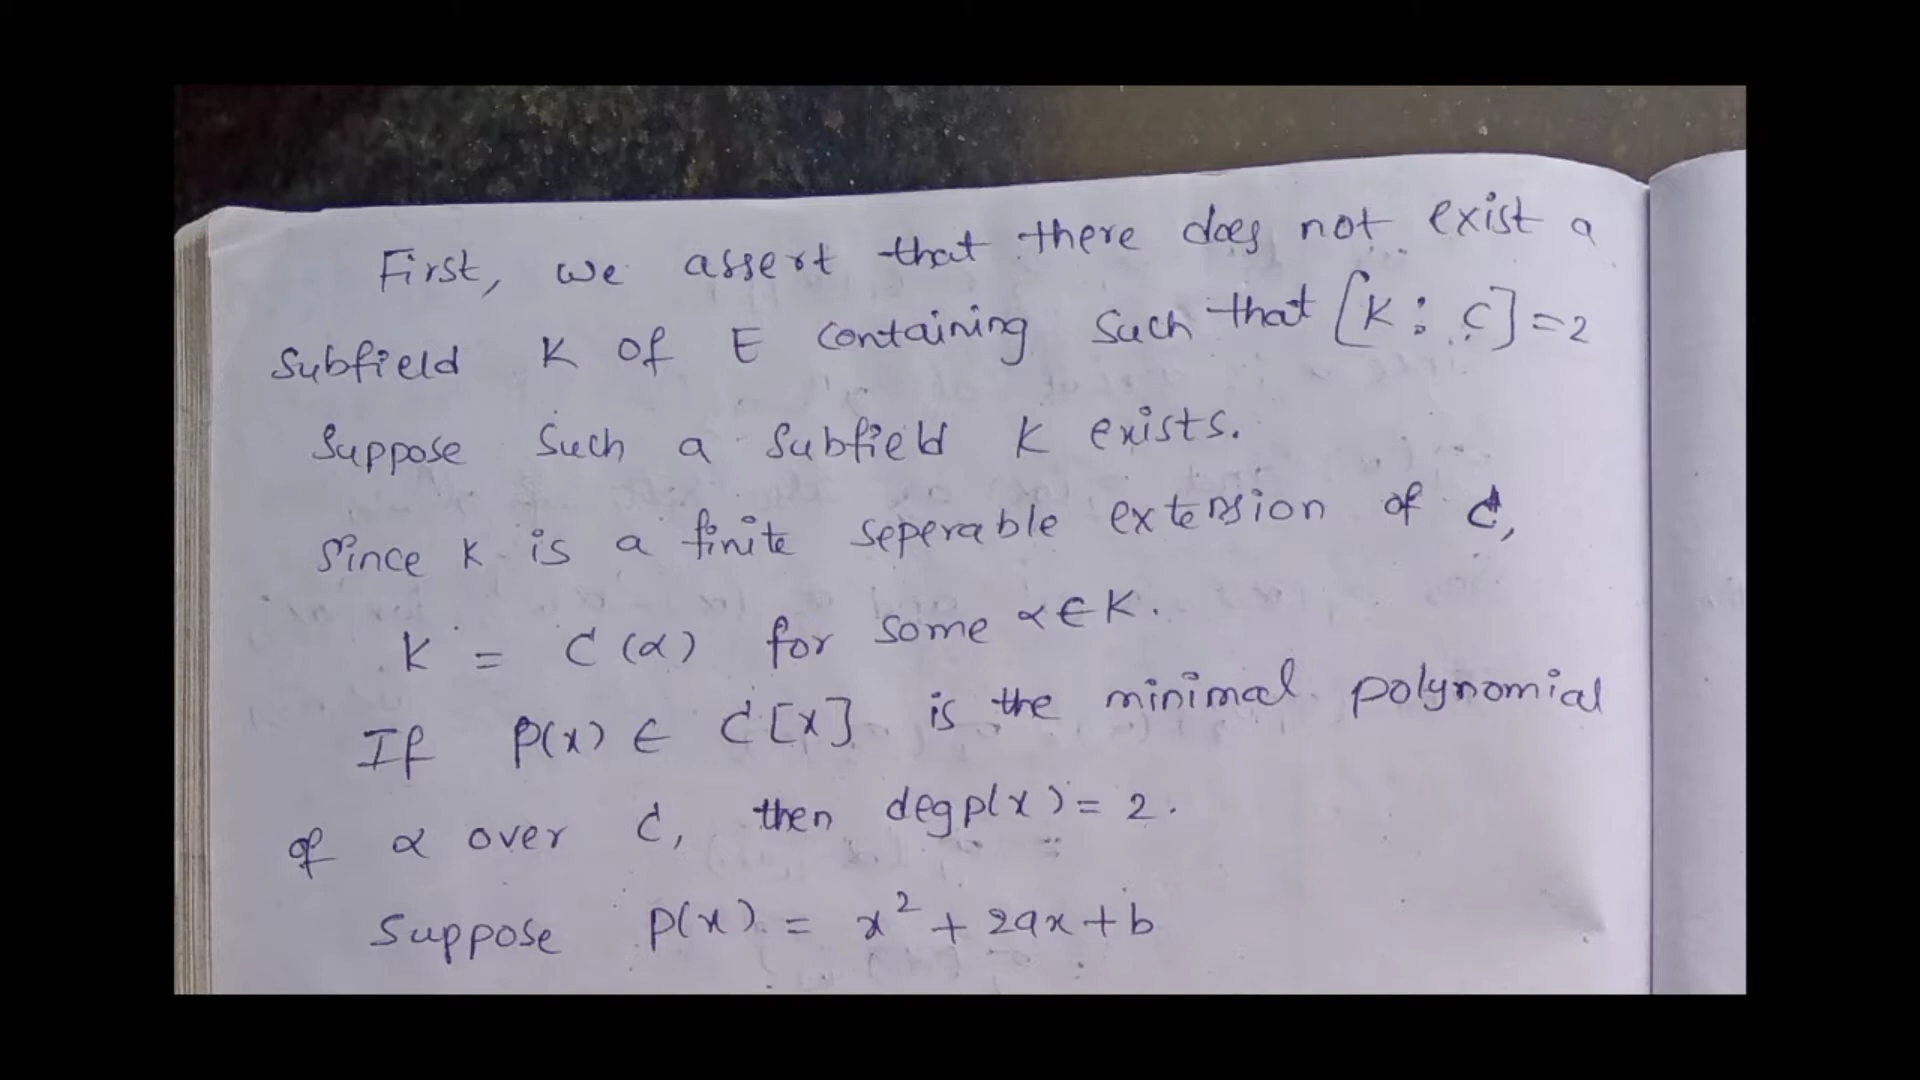 First, we assert that there does not exist a
subfield K of E containing such that [K : C] = 2
Suppose such a subfield K exists.
Since K is a finite seperable extension of C,
K = C(α) for some α∈K.
If P(x) ∈ C[x] is the minimal polynomial
of α over C, then deg p(x) = 2.
Suppose P(x) = x² + 2ax + b